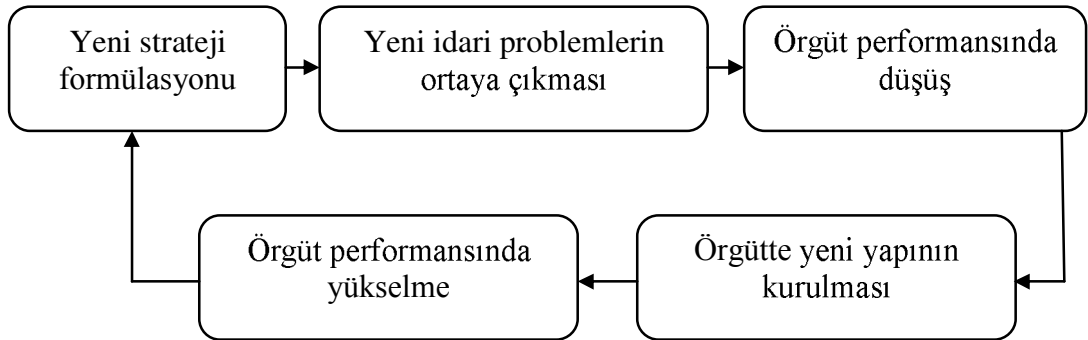 Yeni strateji
formülasyonu
Yeni idari problemlerin
ortaya çıkması
Örgüt performansında
düşüş
Örgütte yeni yapının
kurulması
Örgüt performansında
yükselme